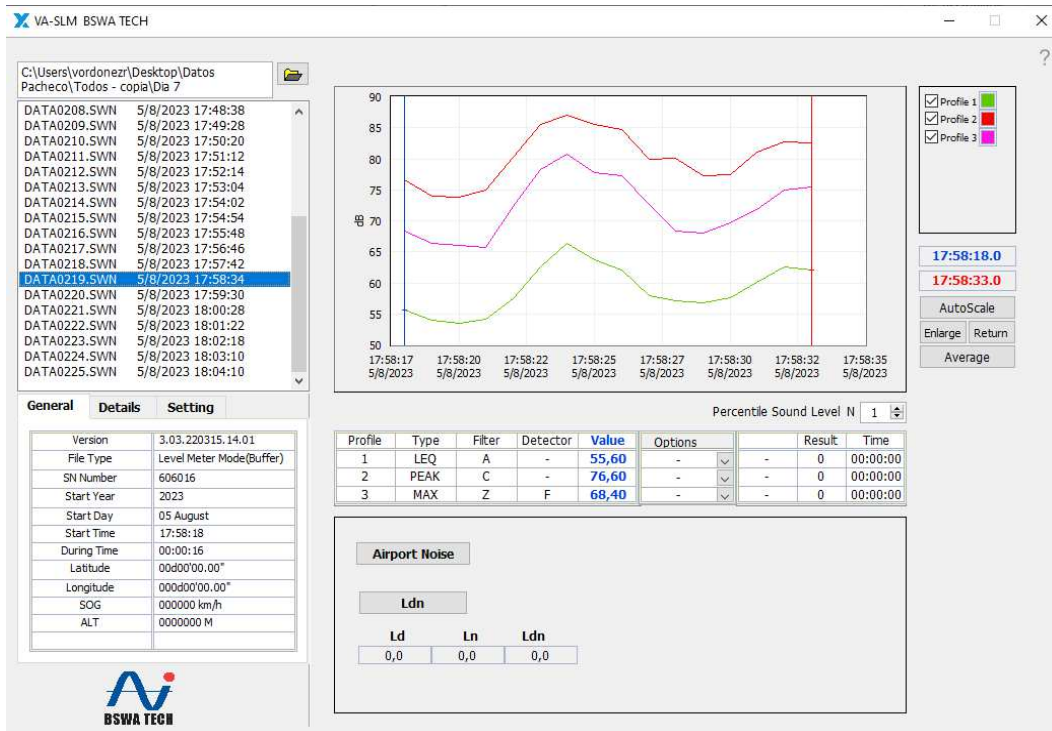 VA-SLM BSWA TECH
?
C:\Users\vordonezr\Desktop\Datos
Pacheco\Todos - copia\Dia 7
DATA0208.SWN 5/8/2023 17:48:38
DATA0209.SWN 5/8/2023 17:49:28
DATA0210.SWN 5/8/2023 17:50:20
DATA0211.SWN 5/8/2023 17:51:12
DATA0212.SWN 5/8/2023 17:52:14
DATA0213.SWN 5/8/2023 17:53:04
DATA0214.SWN 5/8/2023 17:54:02
DATA0215.SWN 5/8/2023 17:54:54
DATA0216.SWN 5/8/2023 17:55:48
DATA0217.SWN 5/8/2023 17:56:46
DATA0218.SWN 5/8/2023 17:57:42
DATA0219.SWN 5/8/2023 17:58:34
DATA0220.SWN 5/8/2023 17:59:30
DATA0221.SWN 5/8/2023 18:00:28
DATA0222.SWN 5/8/2023 18:01:22
DATA0223.SWN 5/8/2023 18:02:18
DATA0224.SWN 5/8/2023 18:03:10
DATA0225.SWN 5/8/2023 18:04:10
General Details Setting
Version 3.03.220315.14.01
File Type Level Meter Mode(Buffer)
SN Number 606016
Start Year 2023
Start Day 05 August
Start Time 17:58:18
During Time 00:00:16
Latitude 00d00'00.00"
Longitude 000d00'00.00"
SOG 000000 km/h
ALT 0000000 M
BSWA TECH
90
85
80
75
dB
70
65
60
55
50
17:58:17 17:58:20 17:58:22 17:58:25 17:58:27 17:58:30 17:58:32 17:58:35
5/8/2023 5/8/2023 5/8/2023 5/8/2023 5/8/2023 5/8/2023 5/8/2023 5/8/2023
Profile 1
Profile 2
Profile 3
17:58:18.0
17:58:33.0
AutoScale
Enlarge Return
Average
Percentile Sound Level N 1
Profile Type Filter Detector Value Options Result Time
1 LEQ A - 55,60 - - 0 00:00:00
2 PEAK C - 76,60 - - 0 00:00:00
3 MAX Z F 68,40 - - 0 00:00:00
Airport Noise
Ldn
Ld Ln Ldn
0,0 0,0 0,0